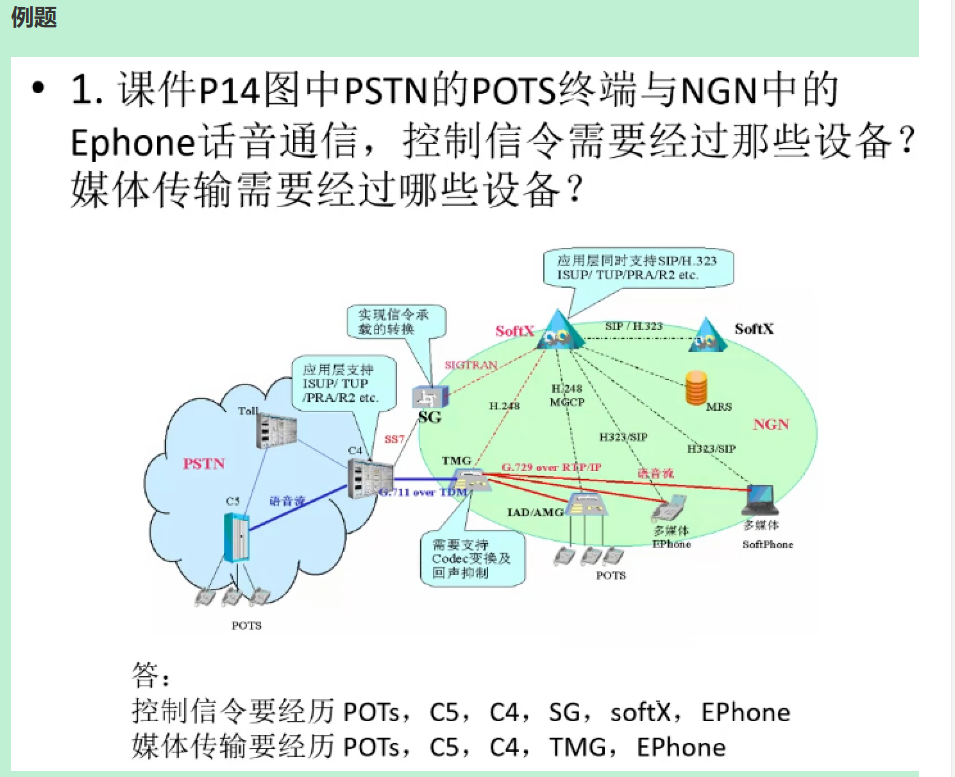 例题
• 1. 课件P14图中PSTN的POTS终端与NGN中的
Ephone话音通信，控制信令需要经过那些设备？
媒体传输需要经过哪些设备？
应用层同时支持SIP/H.323
ISUP/ TUP/PRA/R2 etc.
实现信令承
载的转换
SoftX
SIP / H.323
SoftX
SIGTRAN
应用层支持
ISUP/ TUP
/PRA/R2 etc.
SG
H.248
H.248
MGCP
MRS
Toll
NGN
SS7
H323/SIP
H323/SIP
PSTN
C4
TMG
G.729 over RTP/IP
语音流
G.711 over TDM
C5
语音流
IAD/AMG
多媒体
EPhone
多媒体
SoftPhone
需要支持
Codec变换及
回声抑制
POTS
POTS
答：
控制信令要经历 POTs，C5，C4，SG，softX，EPhone
媒体传输要经历 POTs，C5，C4，TMG，EPhone